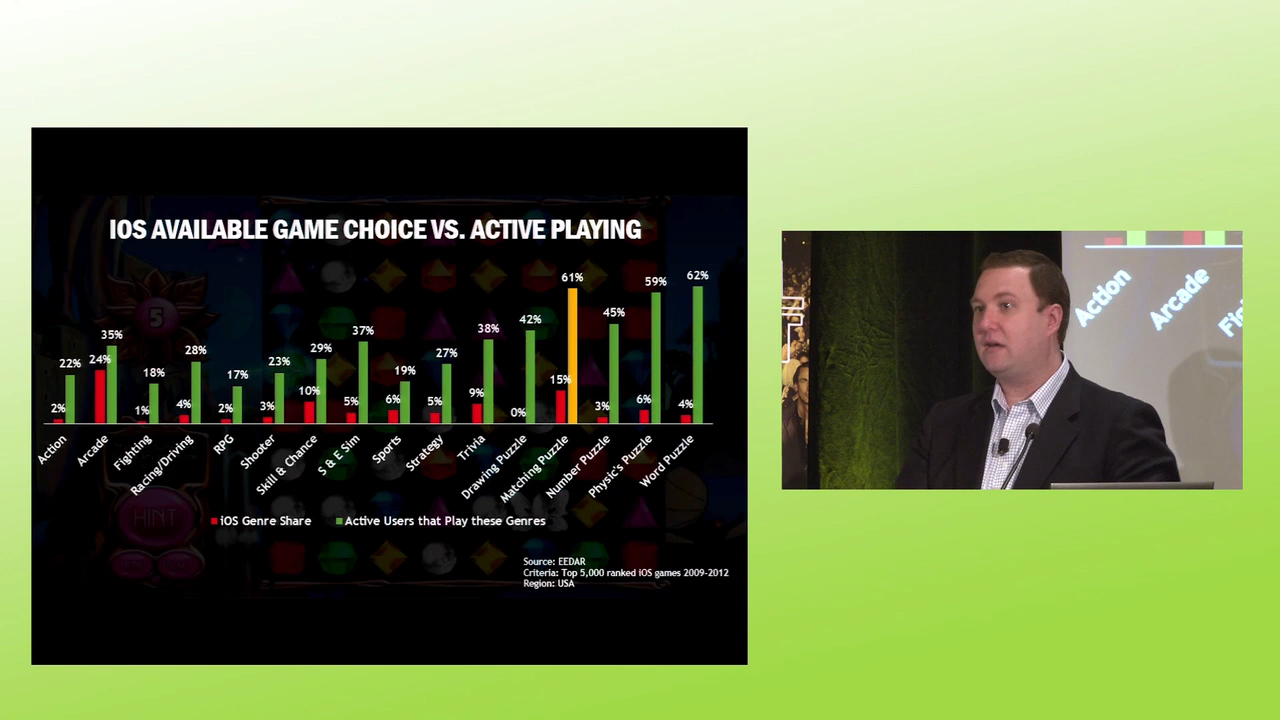 IOS AVAILABLE GAME CHOICE VS. ACTIVE PLAYING
2% 22% 24% 35% 1% 18% 4% 28% 2% 17% 3% 23% 10% 29% 5% 37% 6% 19% 5% 27% 9% 38% 0% 42% 15% 61% 3% 45% 6% 59% 4% 62%
Action
Arcade
Fighting
Racing/Driving
RPG
Shooter
Skill & Chance
S & E Sim
Sports
Strategy
Trivia
Drawing Puzzle
Matching Puzzle
Number Puzzle
Physic's Puzzle
Word Puzzle
iOS Genre Share
Active Users that Play these Genres
Source: EEDAR
Criteria: Top 5,000 ranked iOS games 2009-2012
Region: USA
5
HINT
Action
Arcade